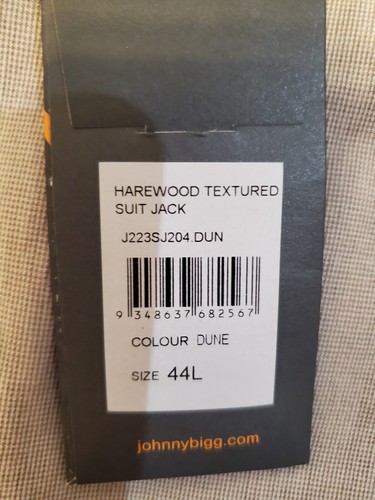 HAREWOOD TEXTURED
SUIT JACK
J223SJ204.DUN
9 348637 682567
COLOUR DUNE
SIZE 44L
johnnybigg.com